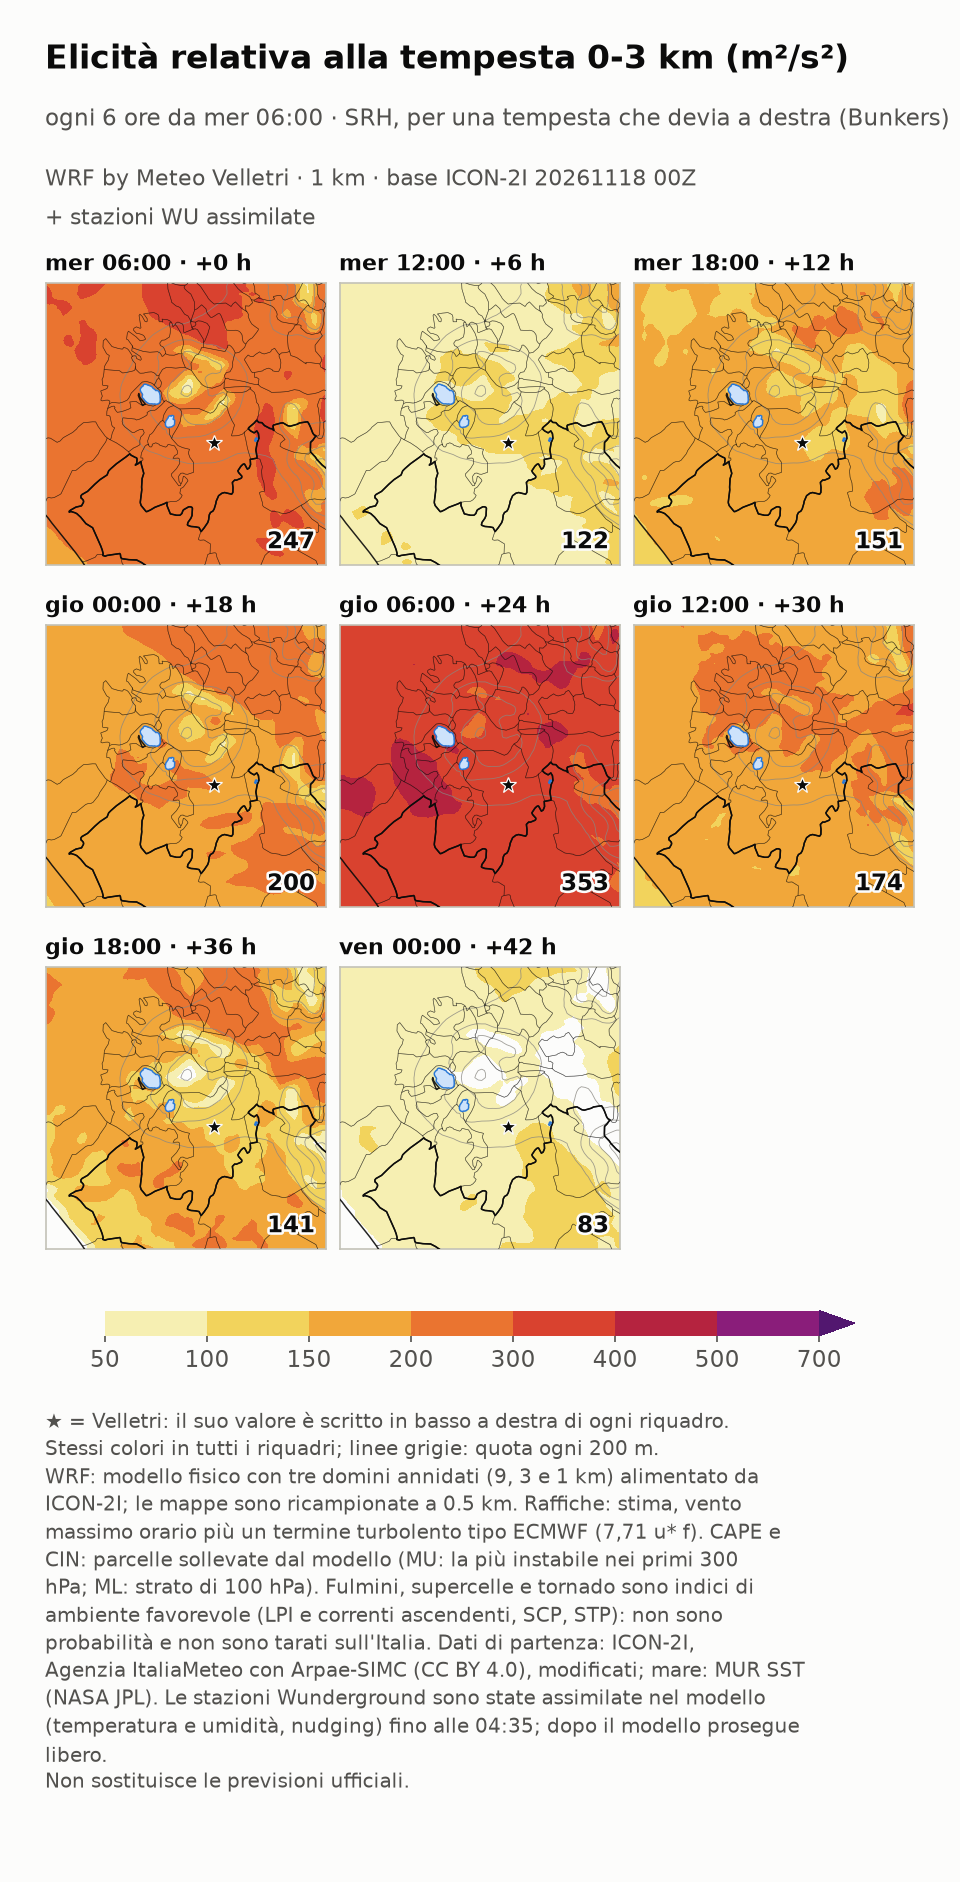 Elicità relativa alla tempesta 0-3 km (m²/s²)
ogni 6 ore da mer 06:00 · SRH, per una tempesta che devia a destra (Bunkers)
WRF by Meteo Velletri · 1 km · base ICON-2I 20261118 00Z
+ stazioni WU assimilate
mer 06:00 · +0 h
mer 12:00 · +6 h
mer 18:00 · +12 h
247
122
151
gio 00:00 · +18 h
gio 06:00 · +24 h
gio 12:00 · +30 h
200
353
174
gio 18:00 · +36 h
ven 00:00 · +42 h
141
83
50 100 150 200 300 400 500 700
★ = Velletri: il suo valore è scritto in basso a destra di ogni riquadro.
Stessi colori in tutti i riquadri; linee grigie: quota ogni 200 m.
WRF: modello fisico con tre domini annidati (9, 3 e 1 km) alimentato da
ICON-2I; le mappe sono ricampionate a 0.5 km. Raffiche: stima, vento
massimo orario più un termine turbolento tipo ECMWF (7,71 u* f). CAPE e
CIN: parcelle sollevate dal modello (MU: la più instabile nei primi 300
hPa; ML: strato di 100 hPa). Fulmini, supercelle e tornado sono indici di
ambiente favorevole (LPI e correnti ascendenti, SCP, STP): non sono
probabilità e non sono tarati sull'Italia. Dati di partenza: ICON-2I,
Agenzia ItaliaMeteo con Arpae-SIMC (CC BY 4.0), modificati; mare: MUR SST
(NASA JPL). Le stazioni Wunderground sono state assimilate nel modello
(temperatura e umidità, nudging) fino alle 04:35; dopo il modello prosegue
libero.
Non sostituisce le previsioni ufficiali.